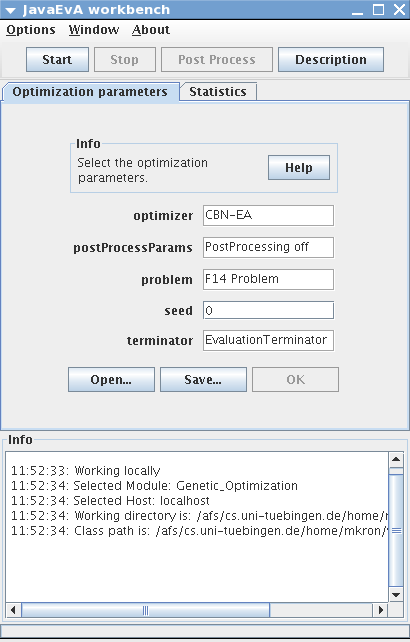 JavaEvA workbench
Options Window About
Start Stop Post Process Description
Optimization parameters Statistics
Info
Select the optimization
parameters.
Help
optimizer CBN-EA
postProcessParams PostProcessing off
problem F14 Problem
seed 0
terminator EvaluationTerminator
Open... Save... OK
Info
11:52:33: Working locally
11:52:34: Selected Module: Genetic_Optimization
11:52:34: Selected Host: localhost
11:52:34: Working directory is: /afs/cs.uni-tuebingen.de/home/
11:52:34: Class path is: /afs/cs.uni-tuebingen.de/home/mkron/